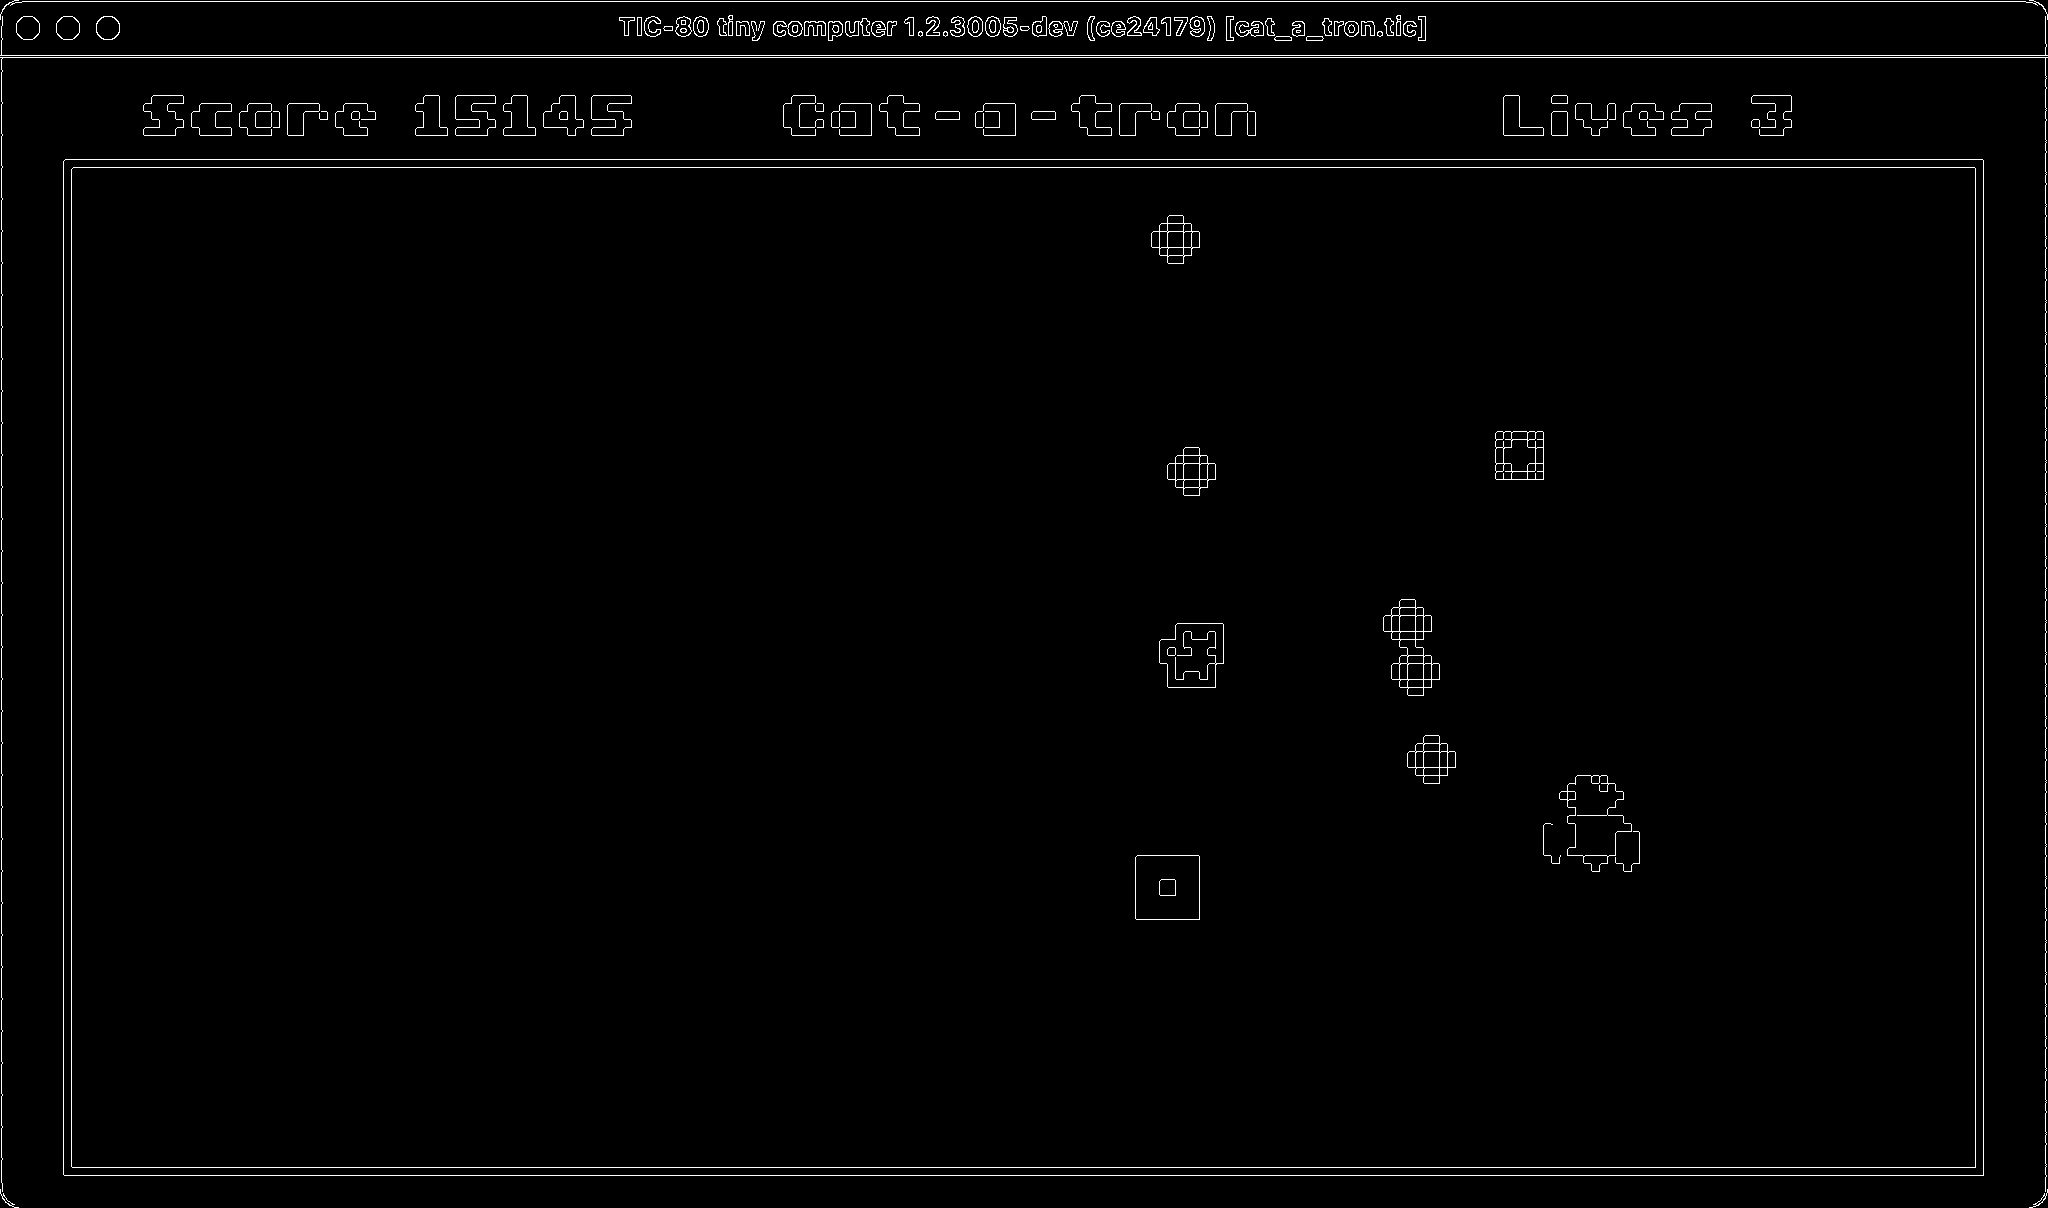 TIC-80 tiny computer 1.2.3005-dev (ce24179) [cat_a_tron.tic]
Score 15145 Cat-a-tron Lives 3